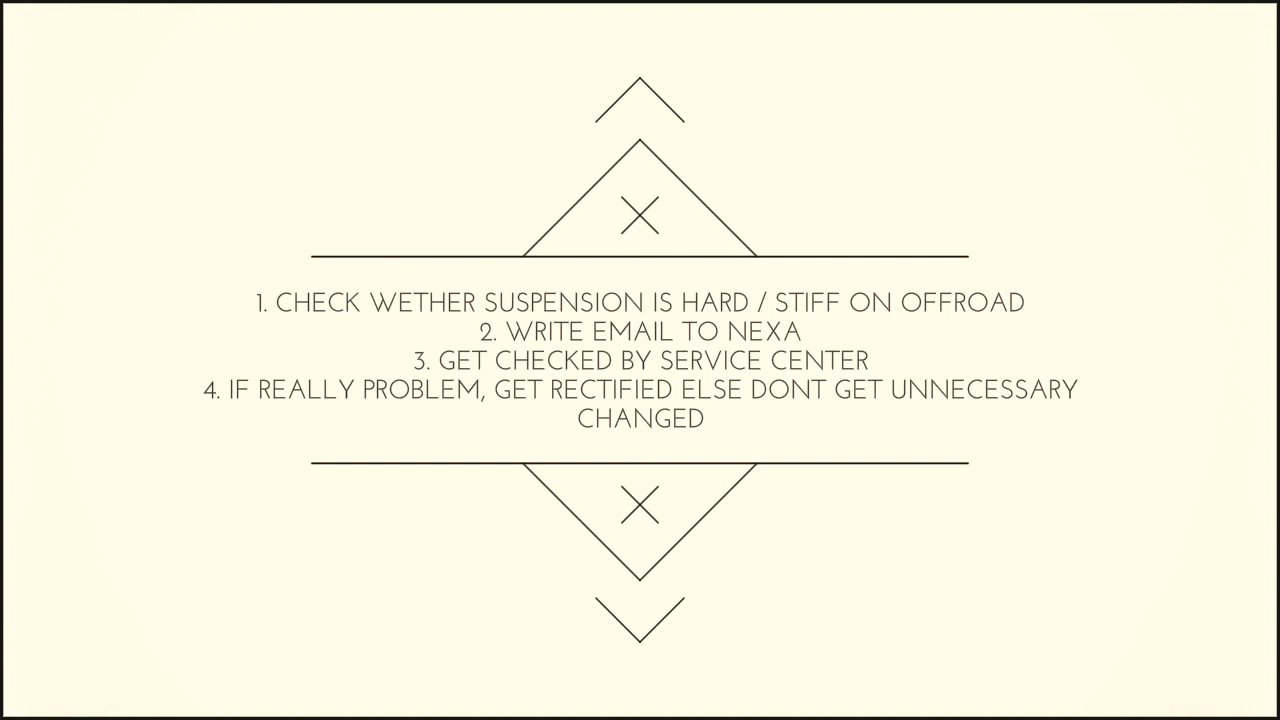 1. CHECK WETHER SUSPENSION IS HARD / STIFF ON OFFROAD
2. WRITE EMAIL TO NEXA
3. GET CHECKED BY SERVICE CENTER
4. IF REALLY PROBLEM, GET RECTIFIED ELSE DONT GET UNNECESSARY
CHANGED